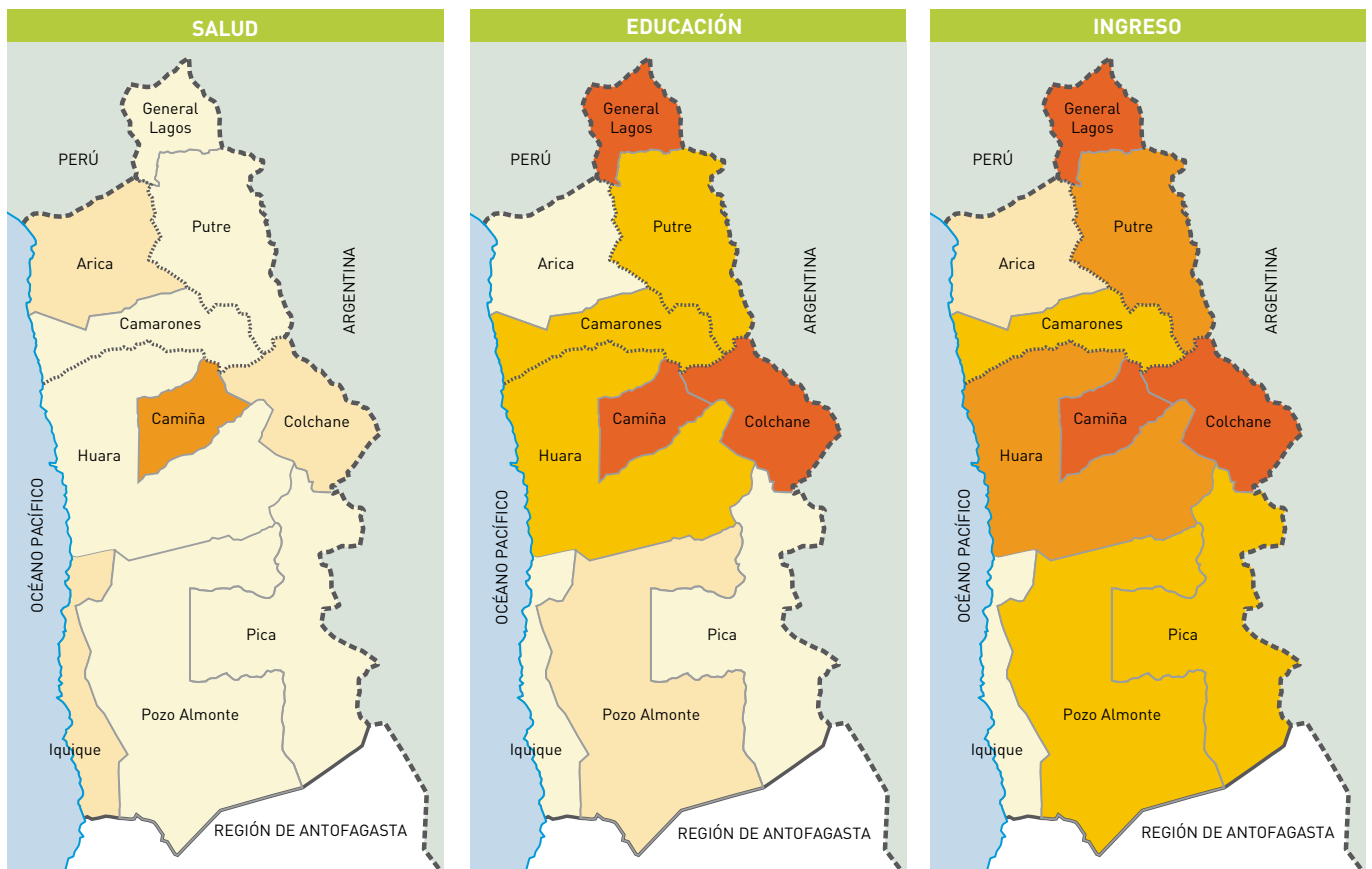 SALUD
General
Lagos
PERÚ
Putre
Arica
ARGENTINA
Camarones
Camiña
Colchane
Huara
OCÉANO PACÍFICO
Pica
Pozo Almonte
Iquique
REGIÓN DE ANTOFAGASTA
EDUCACIÓN
General
Lagos
PERÚ
Putre
Arica
ARGENTINA
Camarones
Camiña
Colchane
Huara
OCÉANO PACÍFICO
Pica
Pozo Almonte
Iquique
REGIÓN DE ANTOFAGASTA
INGRESO
General
Lagos
PERÚ
Putre
Arica
ARGENTINA
Camarones
Camiña
Colchane
Huara
OCÉANO PACÍFICO
Pica
Pozo Almonte
Iquique
REGIÓN DE ANTOFAGASTA